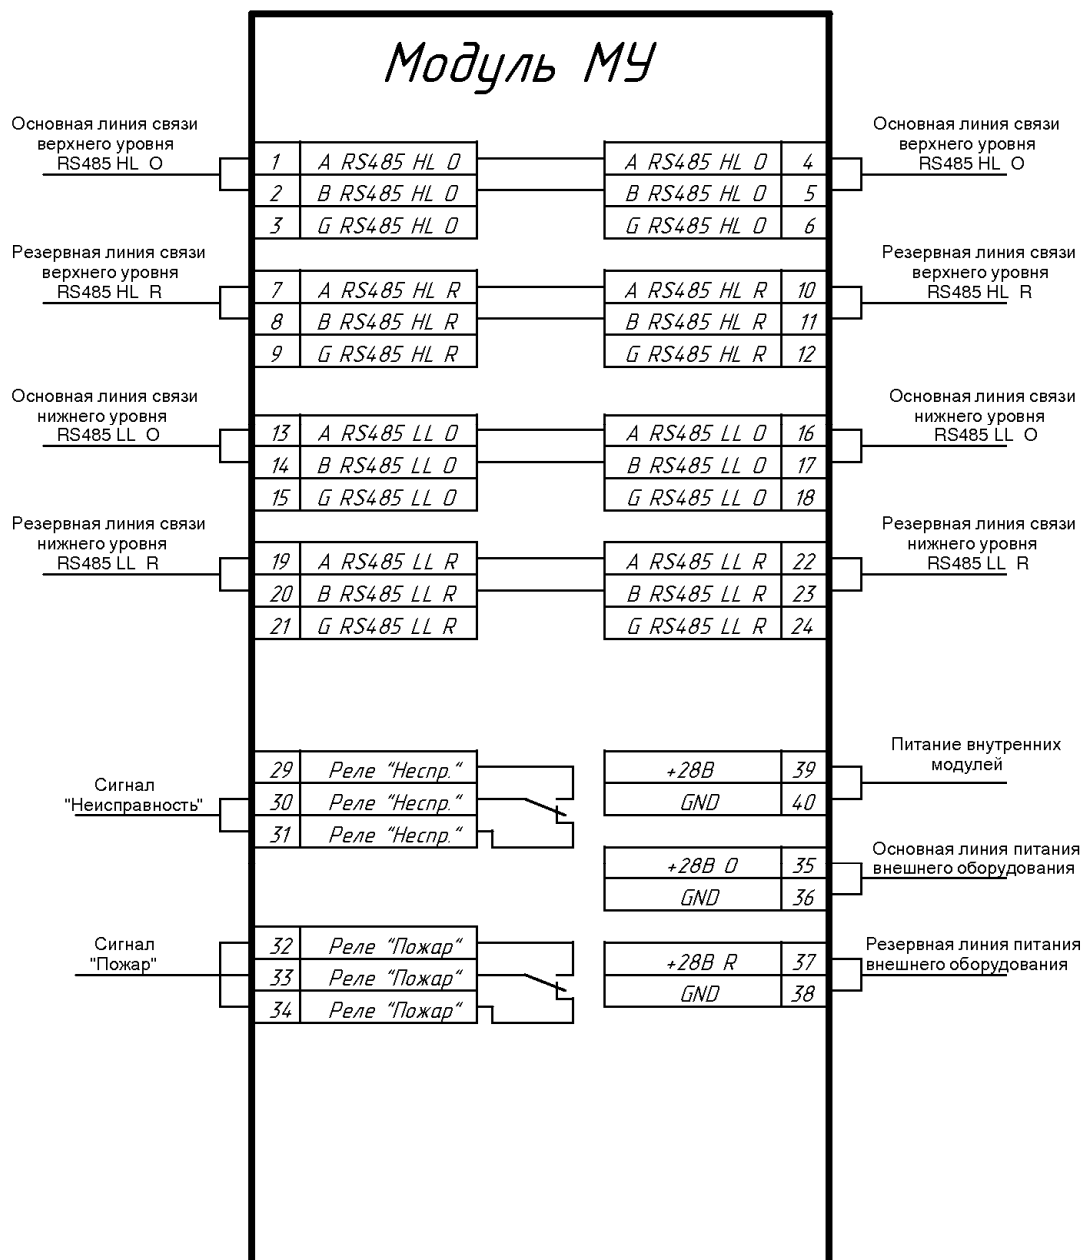 Модуль МУ
Основная линия связи
верхнего уровня
RS485 HL O
1 A RS485 HL O
2 B RS485 HL O
3 G RS485 HL O
A RS485 HL O 4
B RS485 HL O 5
G RS485 HL O 6
Основная линия связи
верхнего уровня
RS485 HL O
Резервная линия связи
верхнего уровня
RS485 HL R
7 A RS485 HL R
8 B RS485 HL R
9 G RS485 HL R
A RS485 HL R 10
B RS485 HL R 11
G RS485 HL R 12
Резервная линия связи
верхнего уровня
RS485 HL R
Основная линия связи
нижнего уровня
RS485 LL O
13 A RS485 LL O
14 B RS485 LL O
15 G RS485 LL O
A RS485 LL O 16
B RS485 LL O 17
G RS485 LL O 18
Основная линия связи
нижнего уровня
RS485 LL O
Резервная линия связи
нижнего уровня
RS485 LL R
19 A RS485 LL R
20 B RS485 LL R
21 G RS485 LL R
A RS485 LL R 22
B RS485 LL R 23
G RS485 LL R 24
Резервная линия связи
нижнего уровня
RS485 LL R
Сигнал
"Неисправность"
29 Реле "Неспр."
30 Реле "Неспр."
31 Реле "Неспр."
+28В 39
GND 40
Питание внутренних
модулей
+28В O 35
GND 36
Основная линия питания
внешнего оборудования
Сигнал
"Пожар"
32 Реле "Пожар"
33 Реле "Пожар"
34 Реле "Пожар"
+28В R 37
GND 38
Резервная линия питания
внешнего оборудования